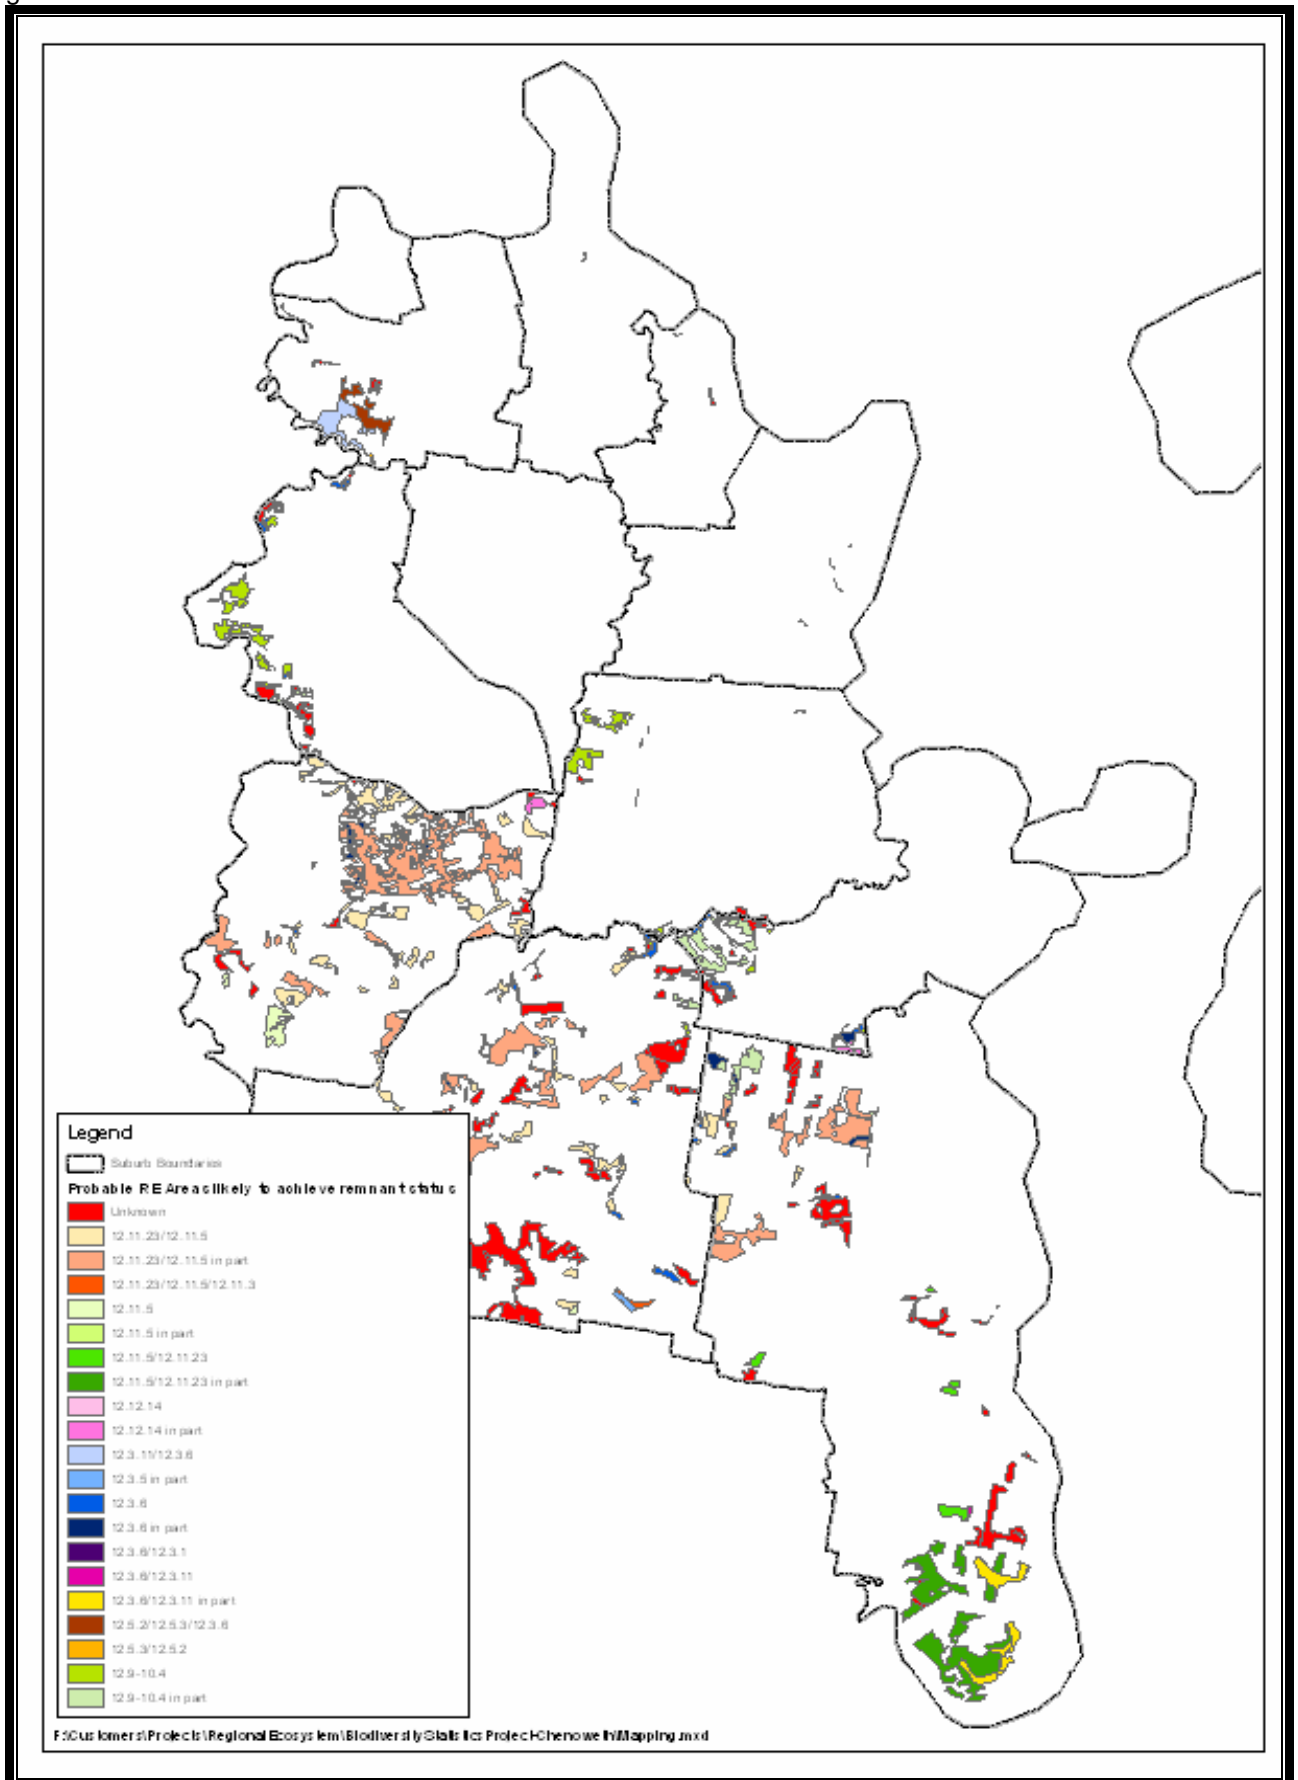 Legend
Suburb Boundaries
Probable RE Areas likely to achieve remnant status
Unknown
12.11.23/12.11.5
12.11.23/12.11.5 in part
12.11.23/12.11.5/12.11.3
12.11.5
12.11.5 in part
12.11.5/12.11.23
12.11.5/12.11.23 in part
12.12.14
12.12.14 in part
12.3.11/12.3.6
12.3.5 in part
12.3.6
12.3.6 in part
12.3.6/12.3.1
12.3.6/12.3.11
12.3.6/12.3.11 in part
12.5.2/12.5.3/12.3.6
12.5.3/12.5.2
12.9-10.4
12.9-10.4 in part
F:\Customers\Projects\Regional Ecosystem\Biodiversity Statistics Project-Chenoweth\Mapping.mxd